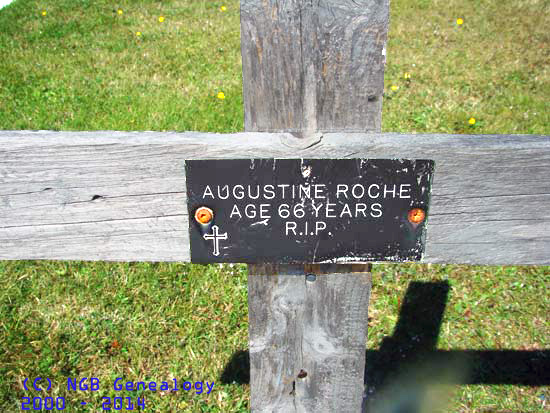 AUGUSTINE ROCHE
AGE 66 YEARS
R.I.P.
(C) NGB Genealogy
2000 - 2014